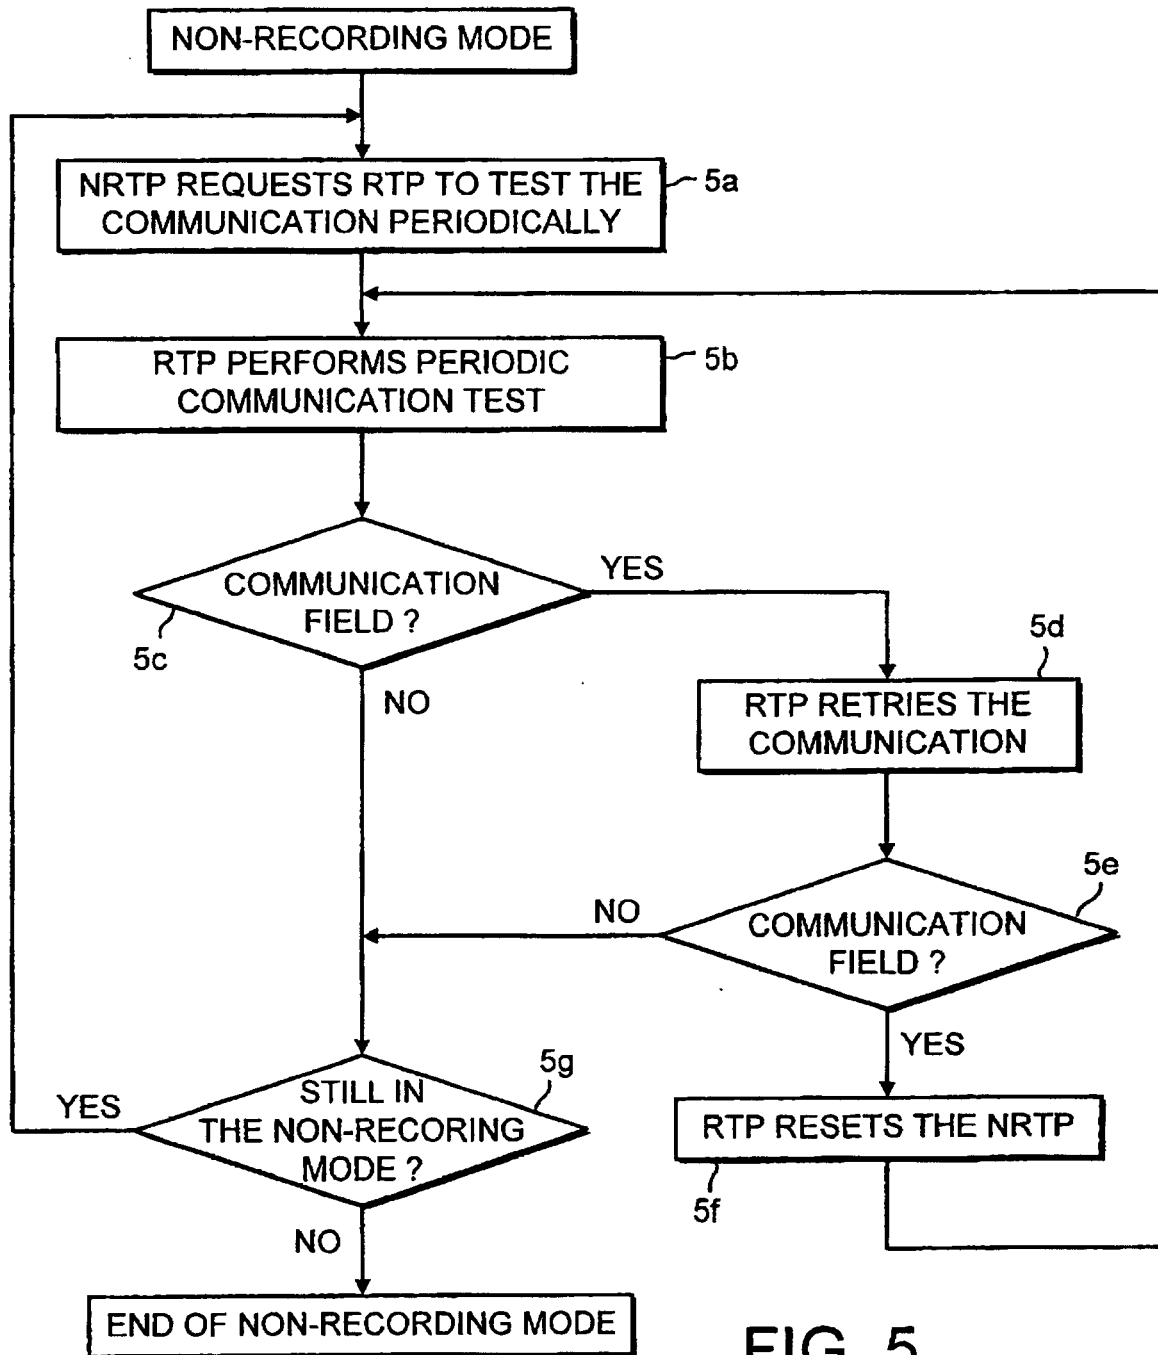 NON-RECORDING MODE
NRTP REQUESTS RTP TO TEST THE
COMMUNICATION PERIODICALLY
5a
RTP PERFORMS PERIODIC
COMMUNICATION TEST
5b
COMMUNICATION
FIELD ?
5c
YES
NO
5d
RTP RETRIES THE
COMMUNICATION
5e
COMMUNICATION
FIELD ?
NO
YES
5g
STILL IN
THE NON-RECORING
MODE ?
YES
NO
RTP RESETS THE NRTP
5f
END OF NON-RECORDING MODE
FIG. 5